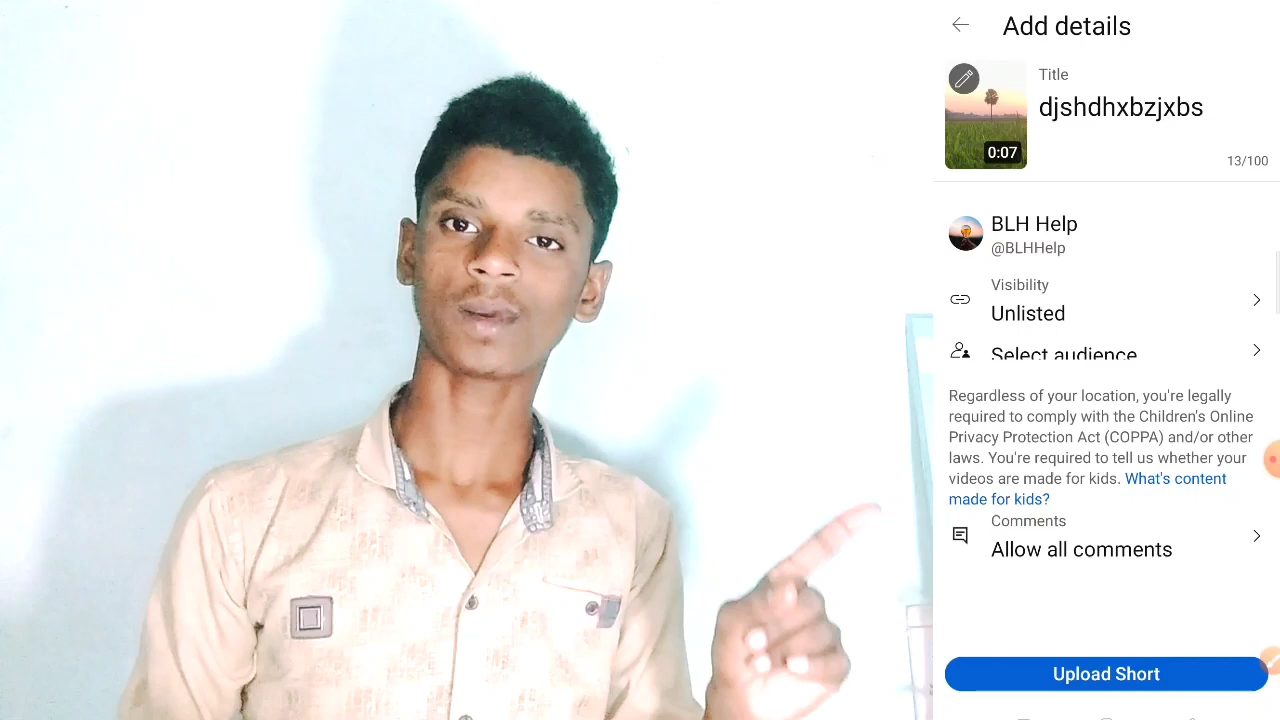 Add details
Title
djshdhxbzjxbs
0:07
13/100
BLH Help
@BLHHelp
Visibility
Unlisted
Select audience
Regardless of your location, you're legally
required to comply with the Children's Online
Privacy Protection Act (COPPA) and/or other
laws. You're required to tell us whether your
videos are made for kids. What's content
made for kids?
Comments
Allow all comments
Upload Short